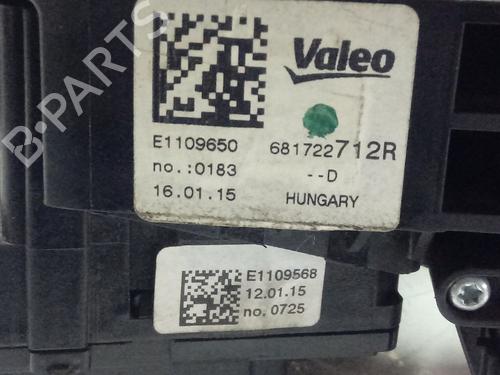 B-PARTS
Valeo
E1109650
681722712R
no.:0183
--D
16.01.15
HUNGARY
E1109568
12.01.15
no. 0725